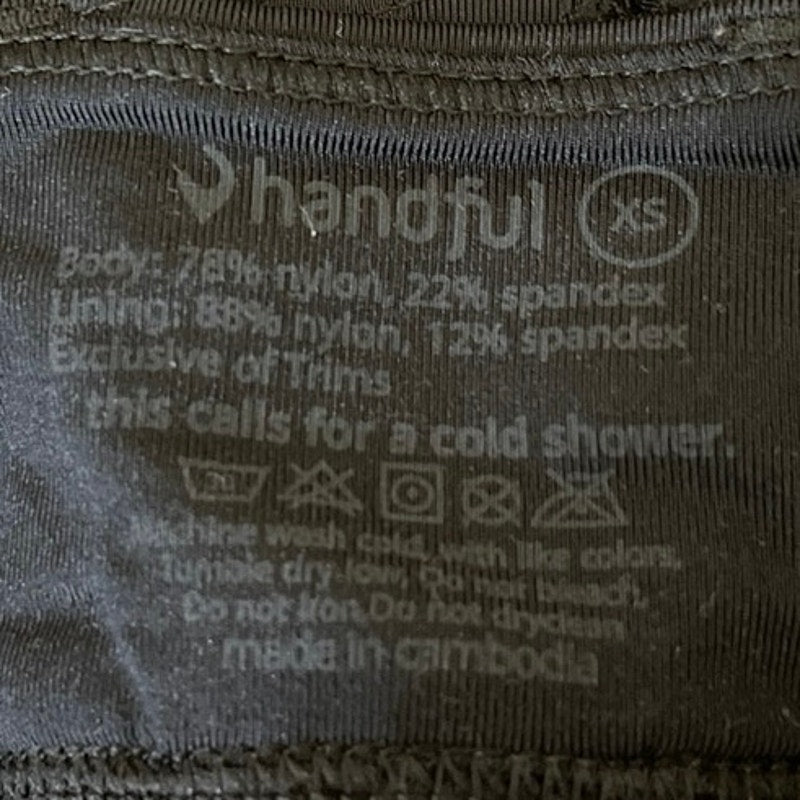 handful XS
Body: 78% nylon, 22% spandex
Lining: 88% nylon, 12% spandex
Exclusive of Trims
this calls for a cold shower.
Machine wash cold, with like colors.
Tumble dry low, Do not bleach.
Do not iron. Do not dryclean
made in cambodia